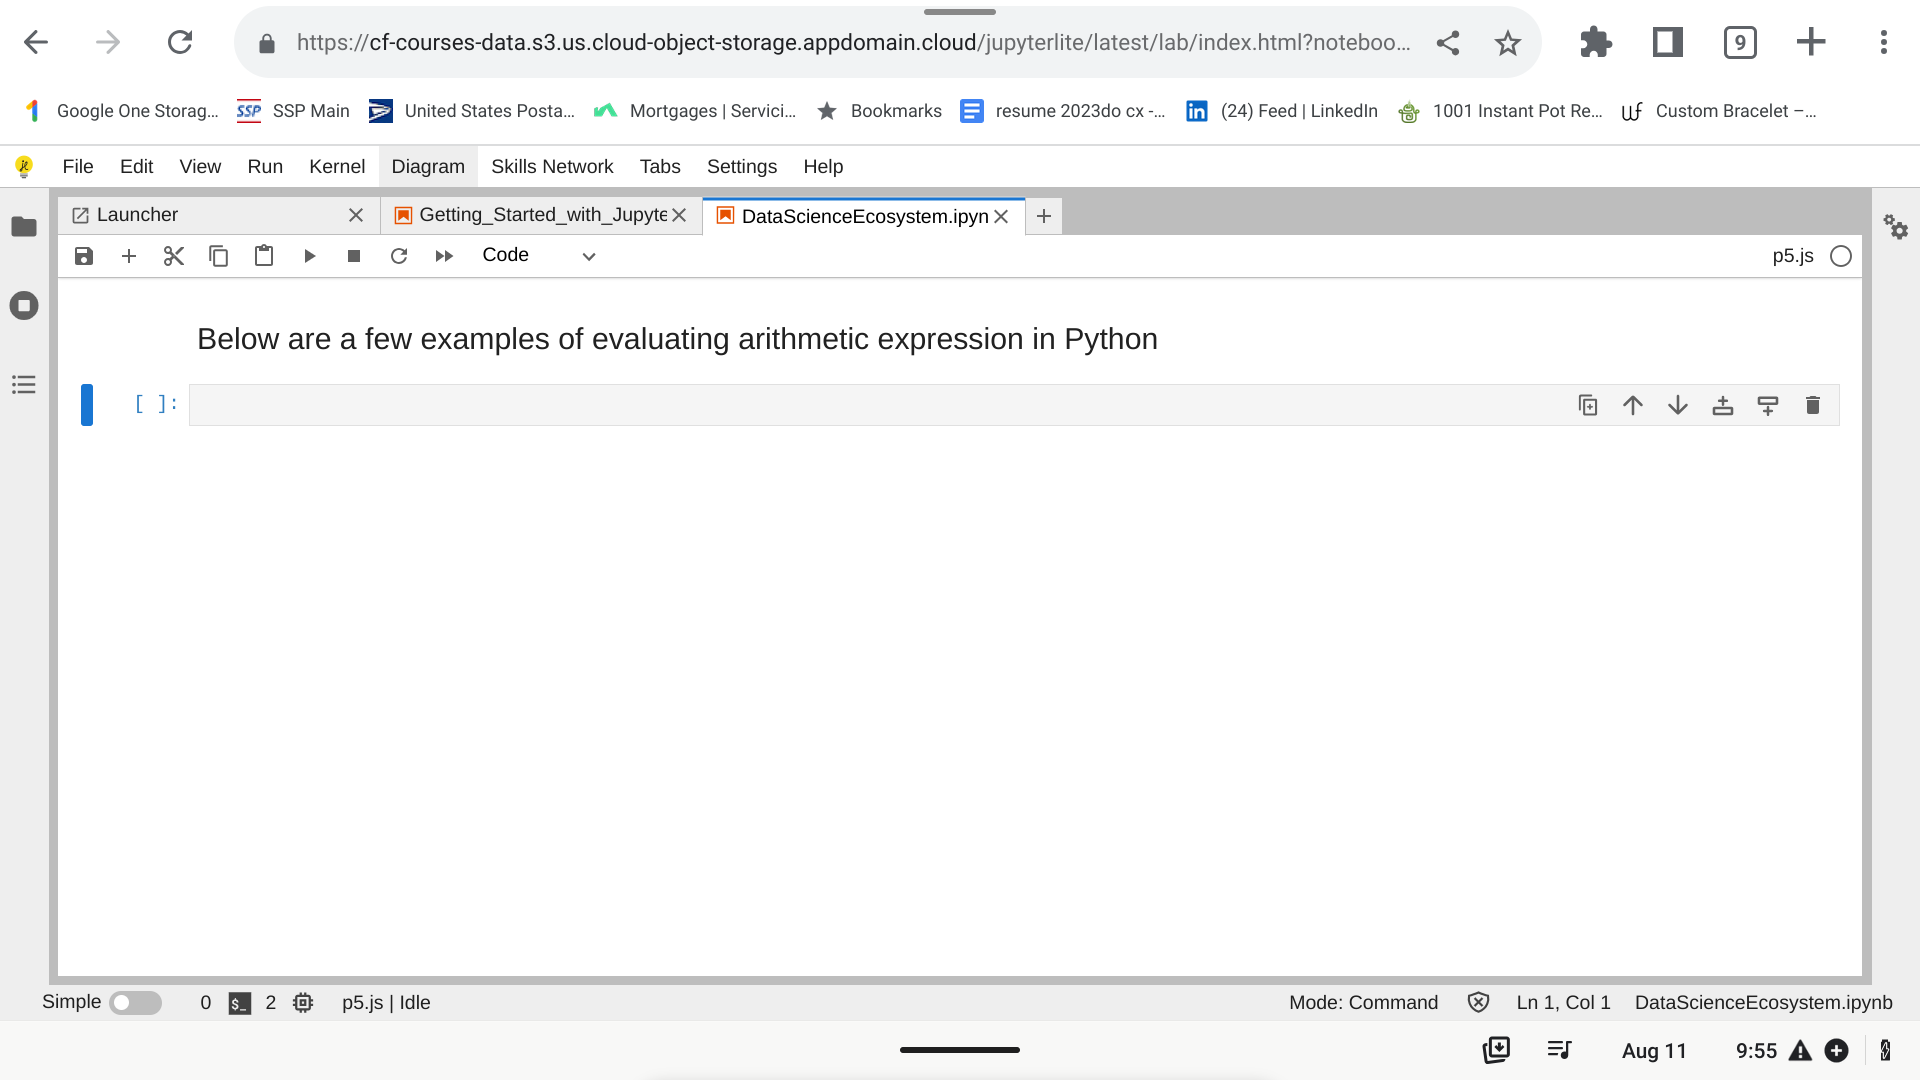 https://cf-courses-data.s3.us.cloud-object-storage.appdomain.cloud/jupyterlite/latest/lab/index.html?noteboo... 9
Google One Storag... SSP SSP Main United States Posta... Mortgages | Servici... Bookmarks resume 2023do cx -... in (24) Feed | LinkedIn 1001 Instant Pot Re... Custom Bracelet –...
File Edit View Run Kernel Diagram Skills Network Tabs Settings Help
Launcher Getting_Started_with_Jupyte DataScienceEcosystem.ipyn
Code p5.js
Below are a few examples of evaluating arithmetic expression in Python
[ ]:
Simple 0 $_ 2 p5.js | Idle Mode: Command Ln 1, Col 1 DataScienceEcosystem.ipynb
Aug 11 9:55